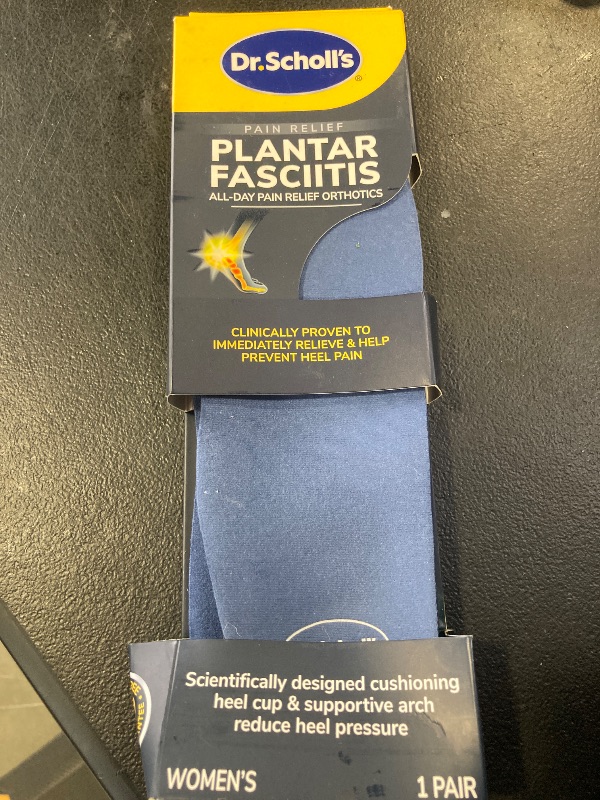 Dr.Scholl's®
PAIN RELIEF
PLANTAR
FASCIITIS
ALL-DAY PAIN RELIEF ORTHOTICS
CLINICALLY PROVEN TO
IMMEDIATELY RELIEVE & HELP
PREVENT HEEL PAIN
Scientifically designed cushioning
heel cup & supportive arch
reduce heel pressure
WOMEN'S
1 PAIR